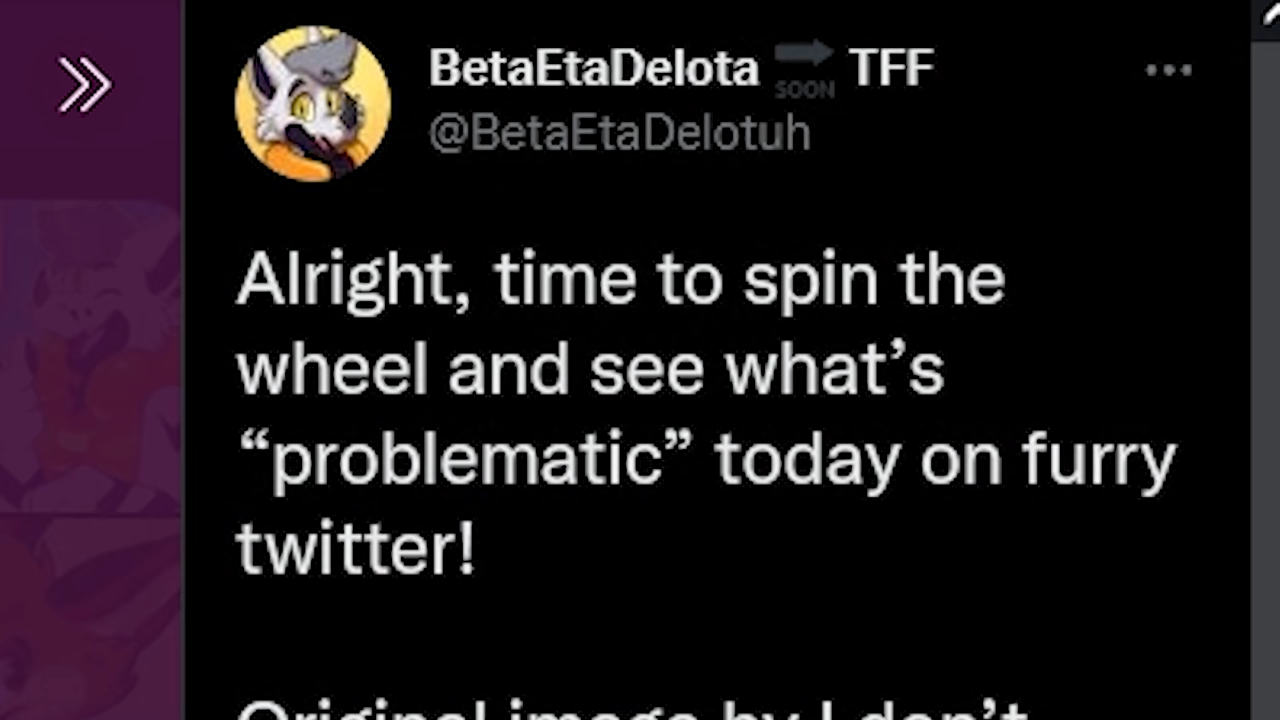 BetaEtaDelota SOON TFF
@BetaEtaDelotuh
Alright, time to spin the
wheel and see what’s
“problematic” today on furry
twitter!
Original image by I don’t